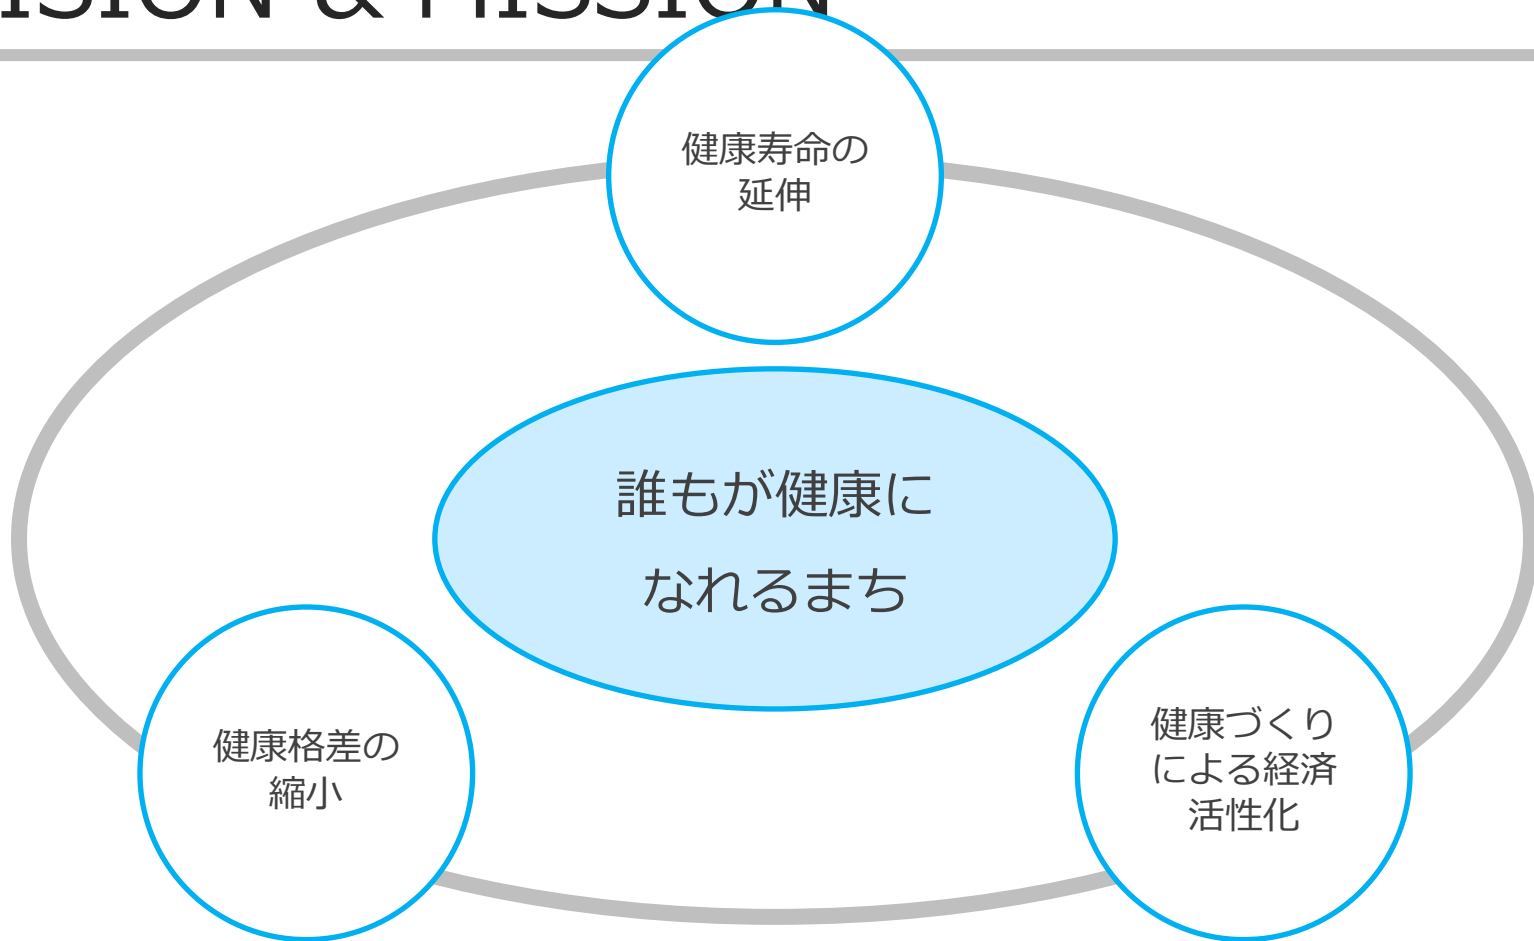 ISION & MISSION
健康寿命の
延伸
誰もが健康に
なれるまち
健康格差の
縮小
健康づくり
による経済
活性化